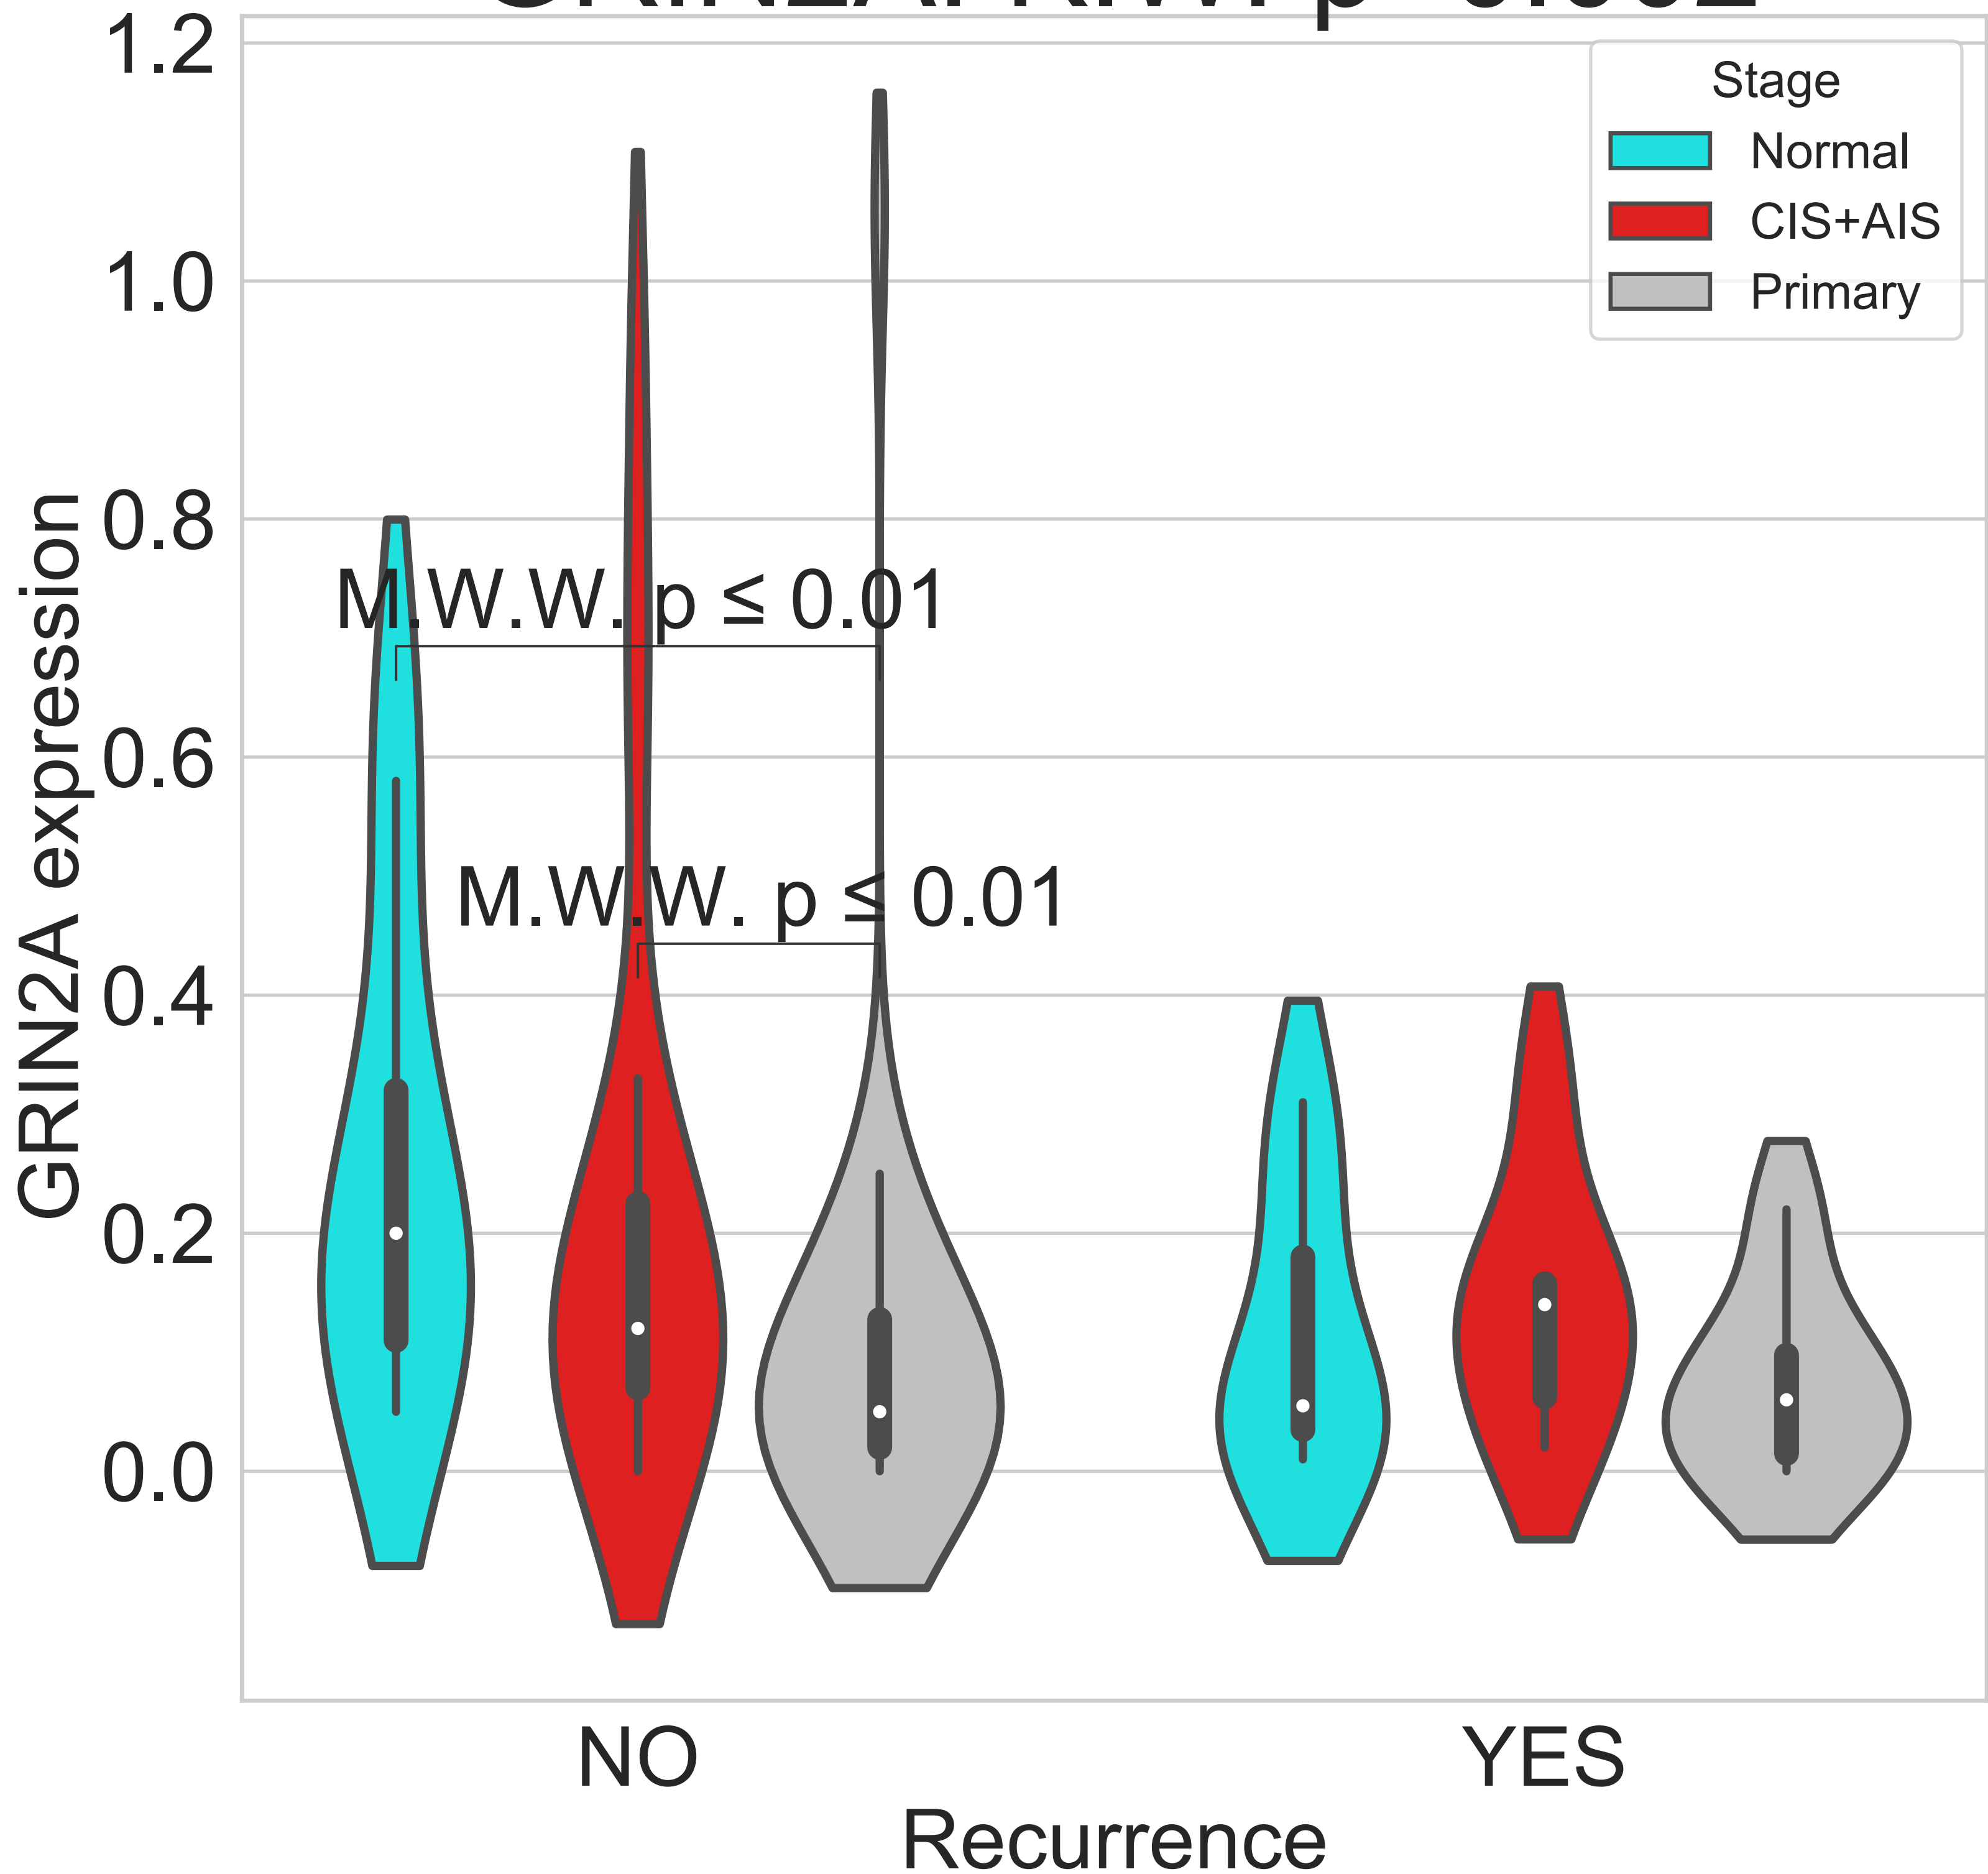 1.2
1.0
0.8
0.6
0.4
0.2
0.0
GRIN2A expression
Stage
Normal
CIS+AIS
Primary
M.W.W. p ≤ 0.01
M.W.W. p ≤ 0.01
NO
YES
Recurrence